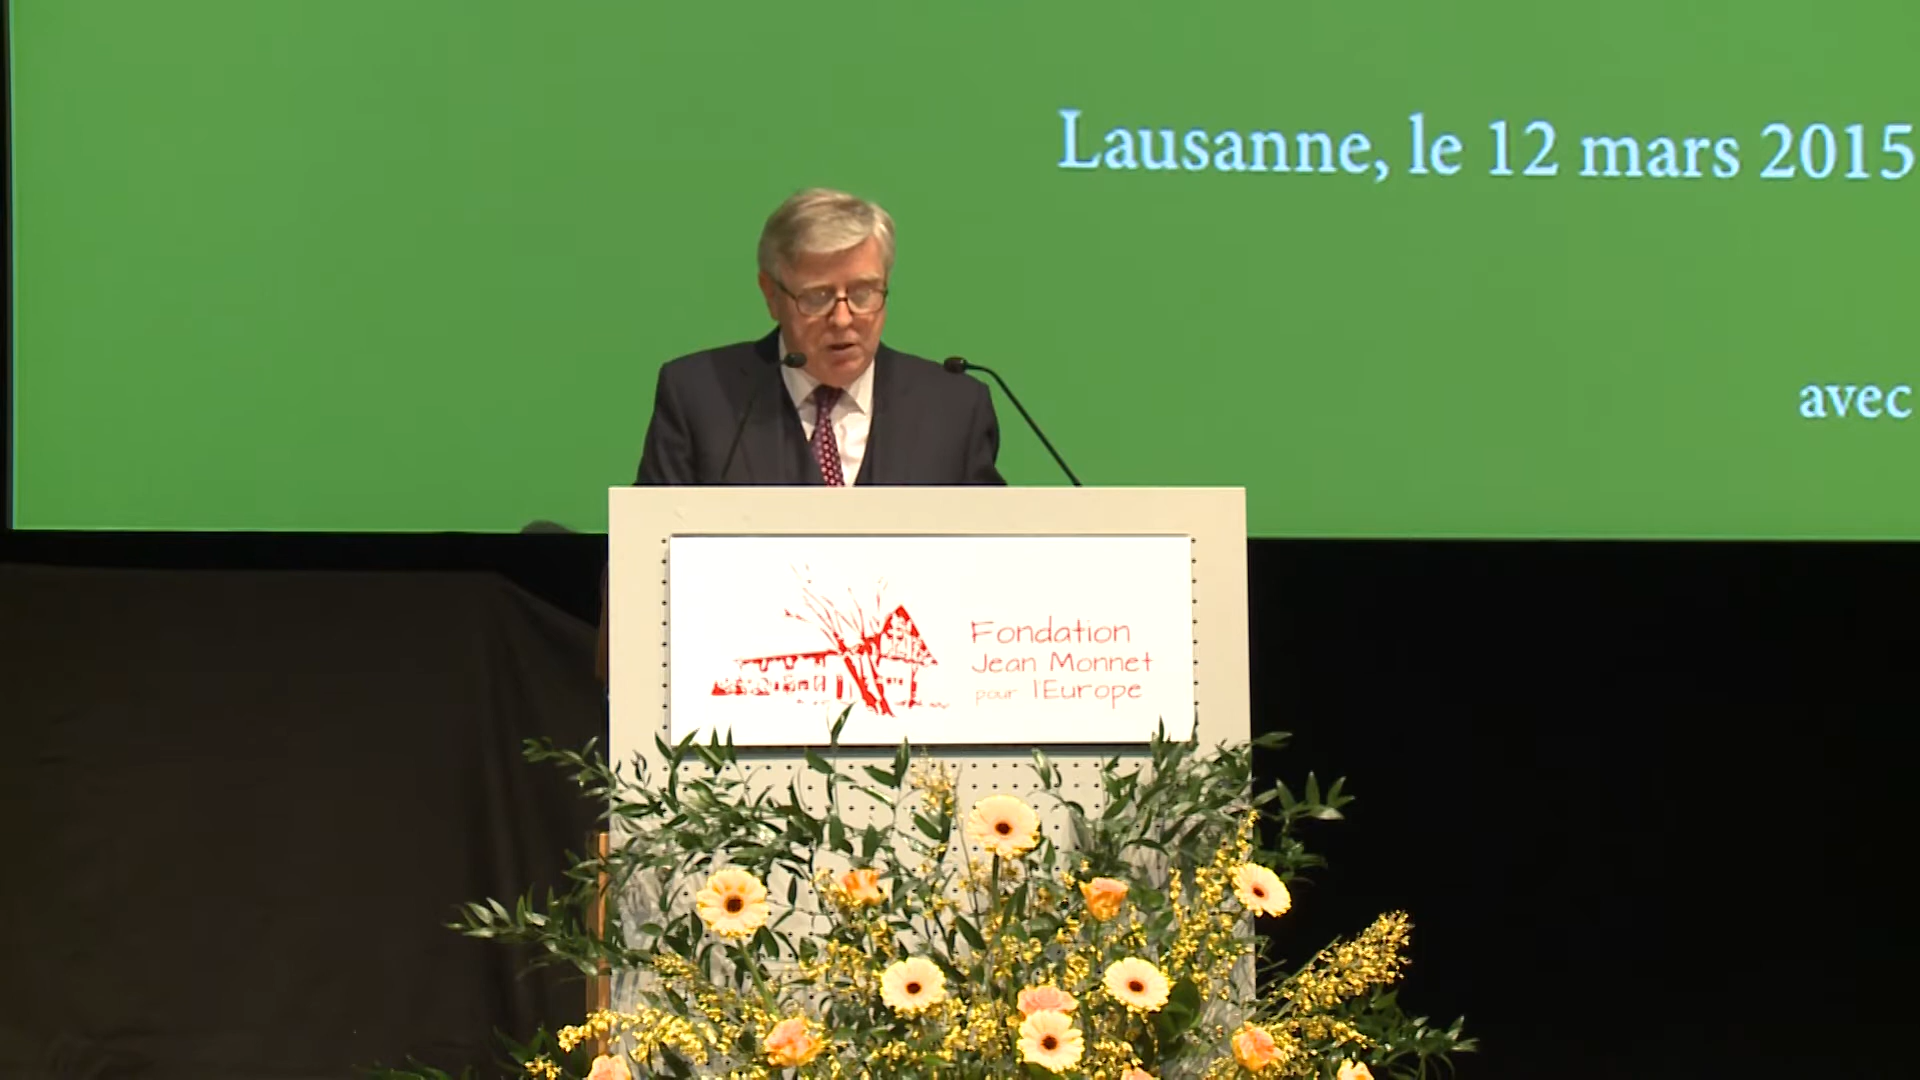 Lausanne, le 12 mars 2015
avec
Fondation
Jean Monnet
pour l'Europe